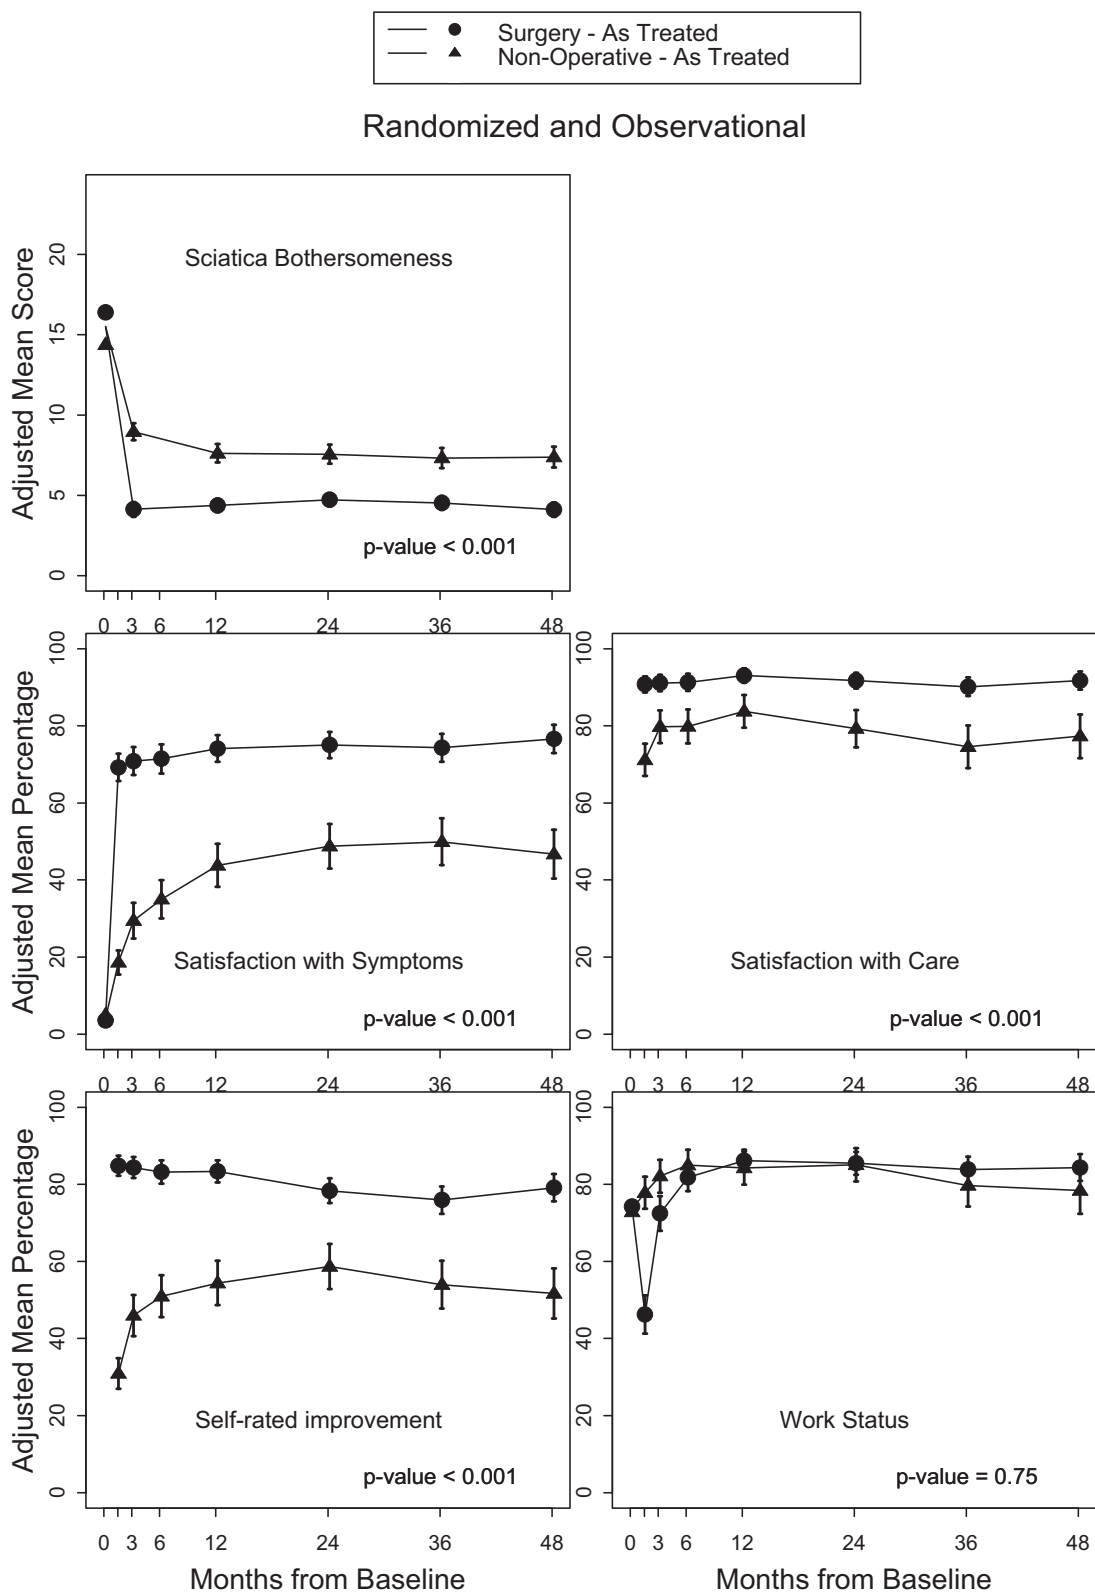 Surgery - As Treated
Non-Operative - As Treated
Randomized and Observational
Adjusted Mean Score
20
15
10
5
0
Sciatica Bothersomeness
p-value < 0.001
0 3 6 12 24 36 48
Adjusted Mean Percentage
100
80
60
40
20
0
Satisfaction with Symptoms
p-value < 0.001
0 3 6 12 24 36 48
100
80
60
40
20
0
Satisfaction with Care
p-value < 0.001
0 3 6 12 24 36 48
Adjusted Mean Percentage
100
80
60
40
20
0
Self-rated improvement
p-value < 0.001
0 3 6 12 24 36 48
Months from Baseline
100
80
60
40
20
0
Work Status
p-value = 0.75
0 3 6 12 24 36 48
Months from Baseline